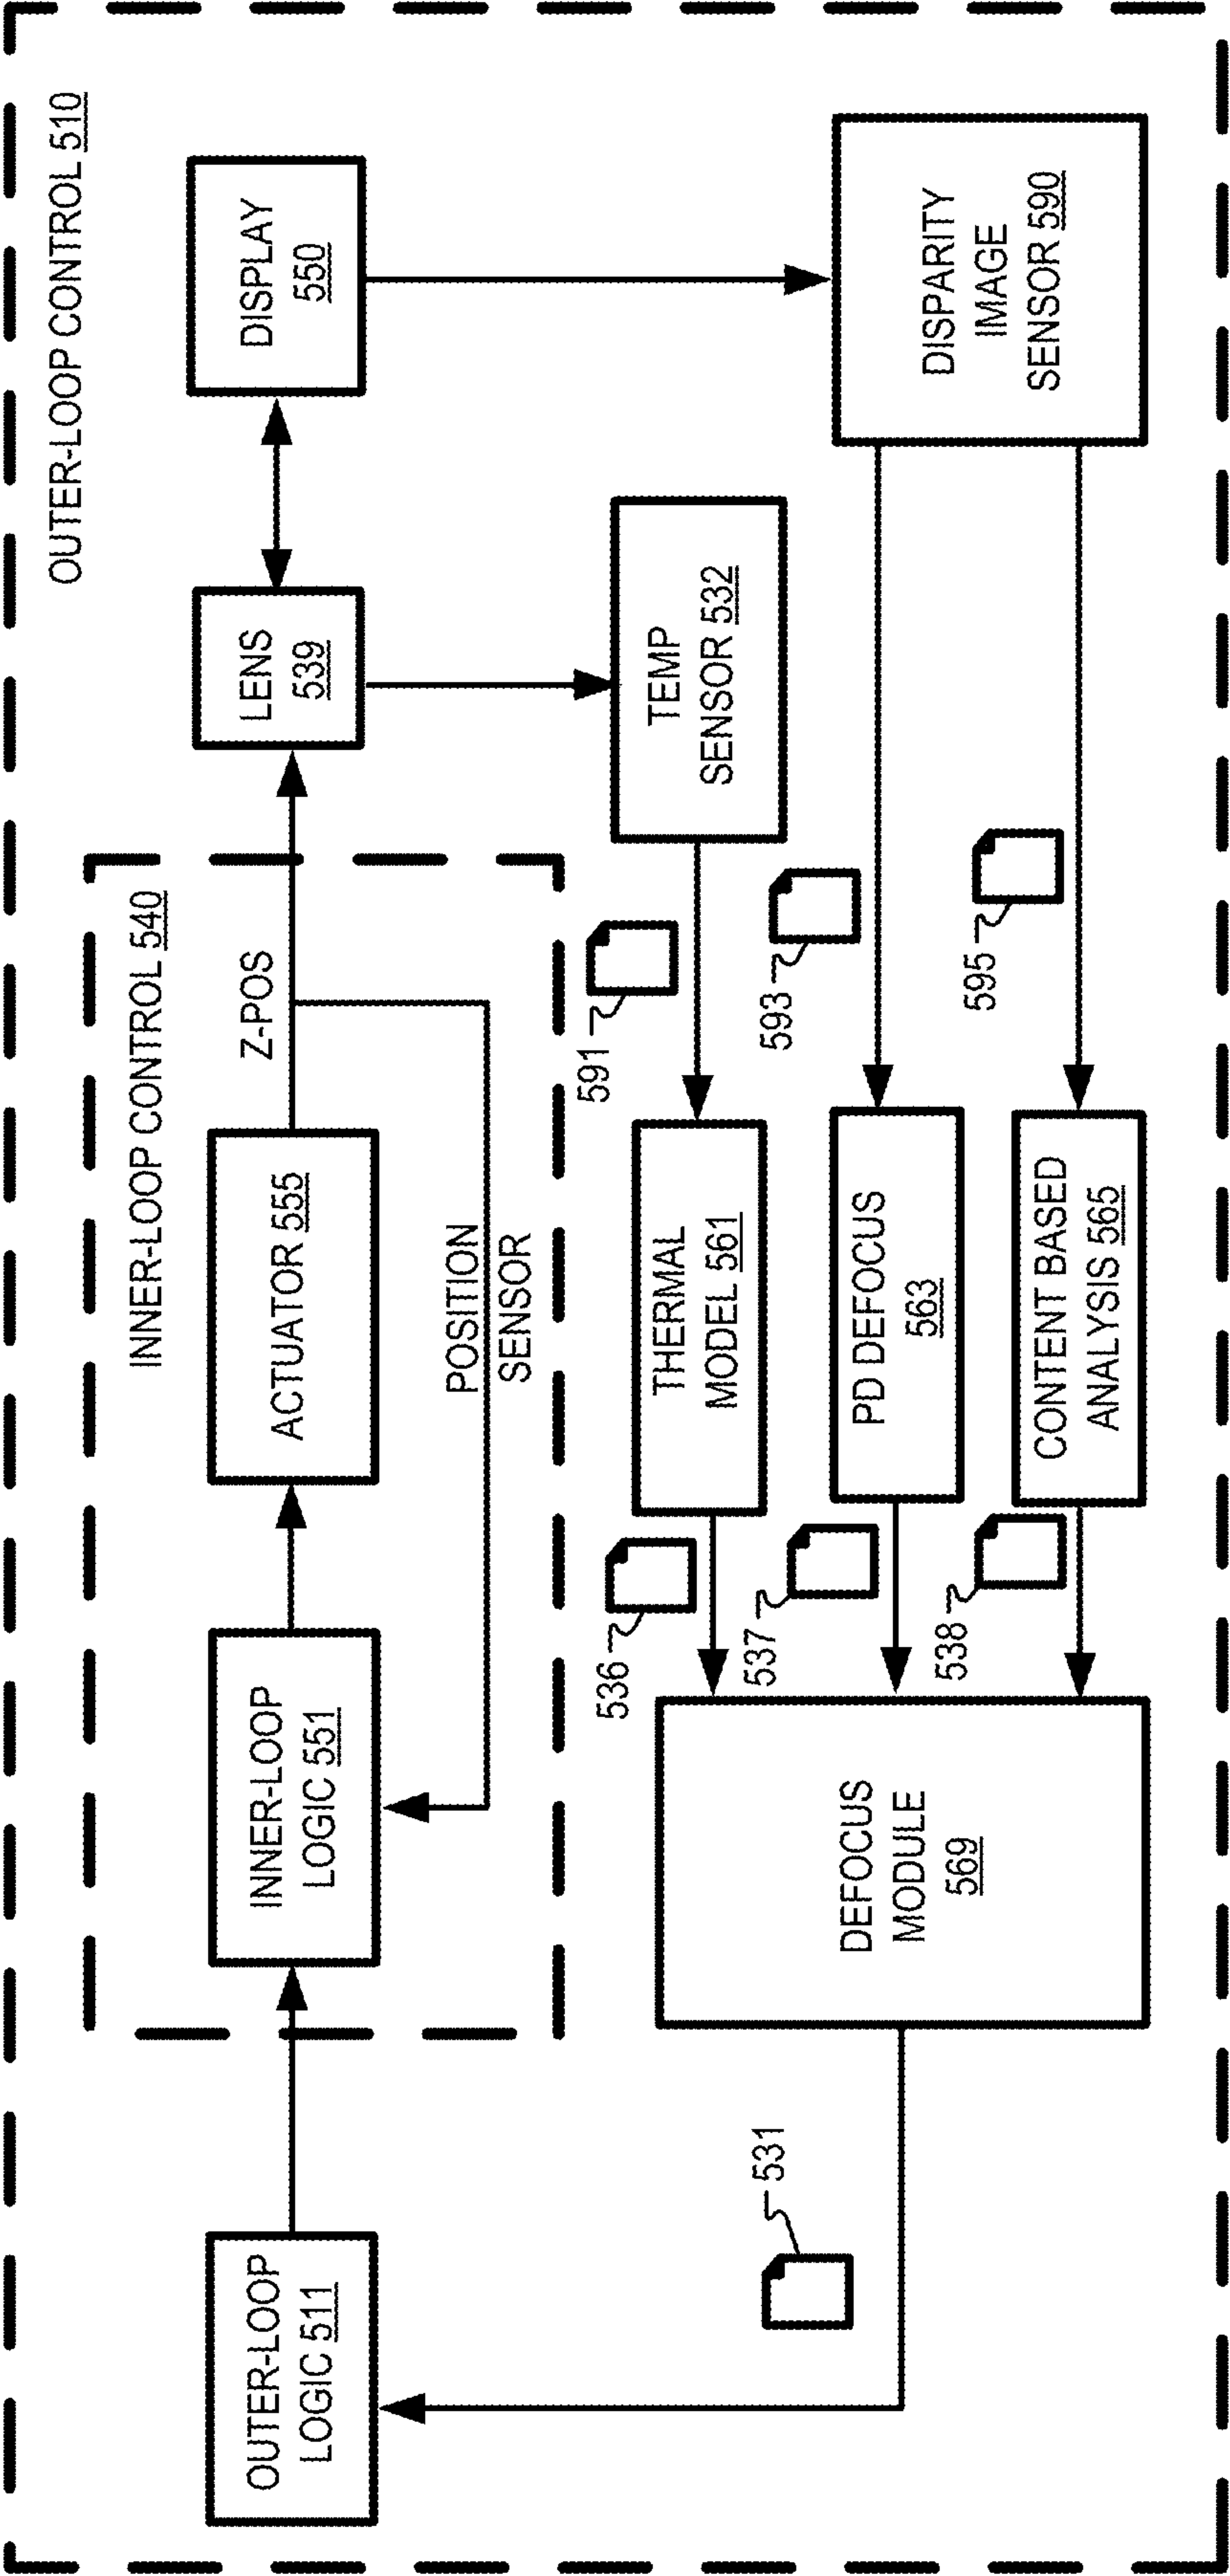 OUTER-LOOP CONTROL 510
INNER-LOOP CONTROL 540
OUTER-LOOP
LOGIC 511
INNER-LOOP
LOGIC 551
ACTUATOR 555
Z-POS
LENS
539
DISPLAY
550
POSITION
SENSOR
TEMP
SENSOR 532
591
THERMAL
MODEL 561
536
593
PD DEFOCUS
563
537
595
CONTENT BASED
ANALYSIS 565
538
DISPARITY
IMAGE
SENSOR 590
DEFOCUS
MODULE
569
531